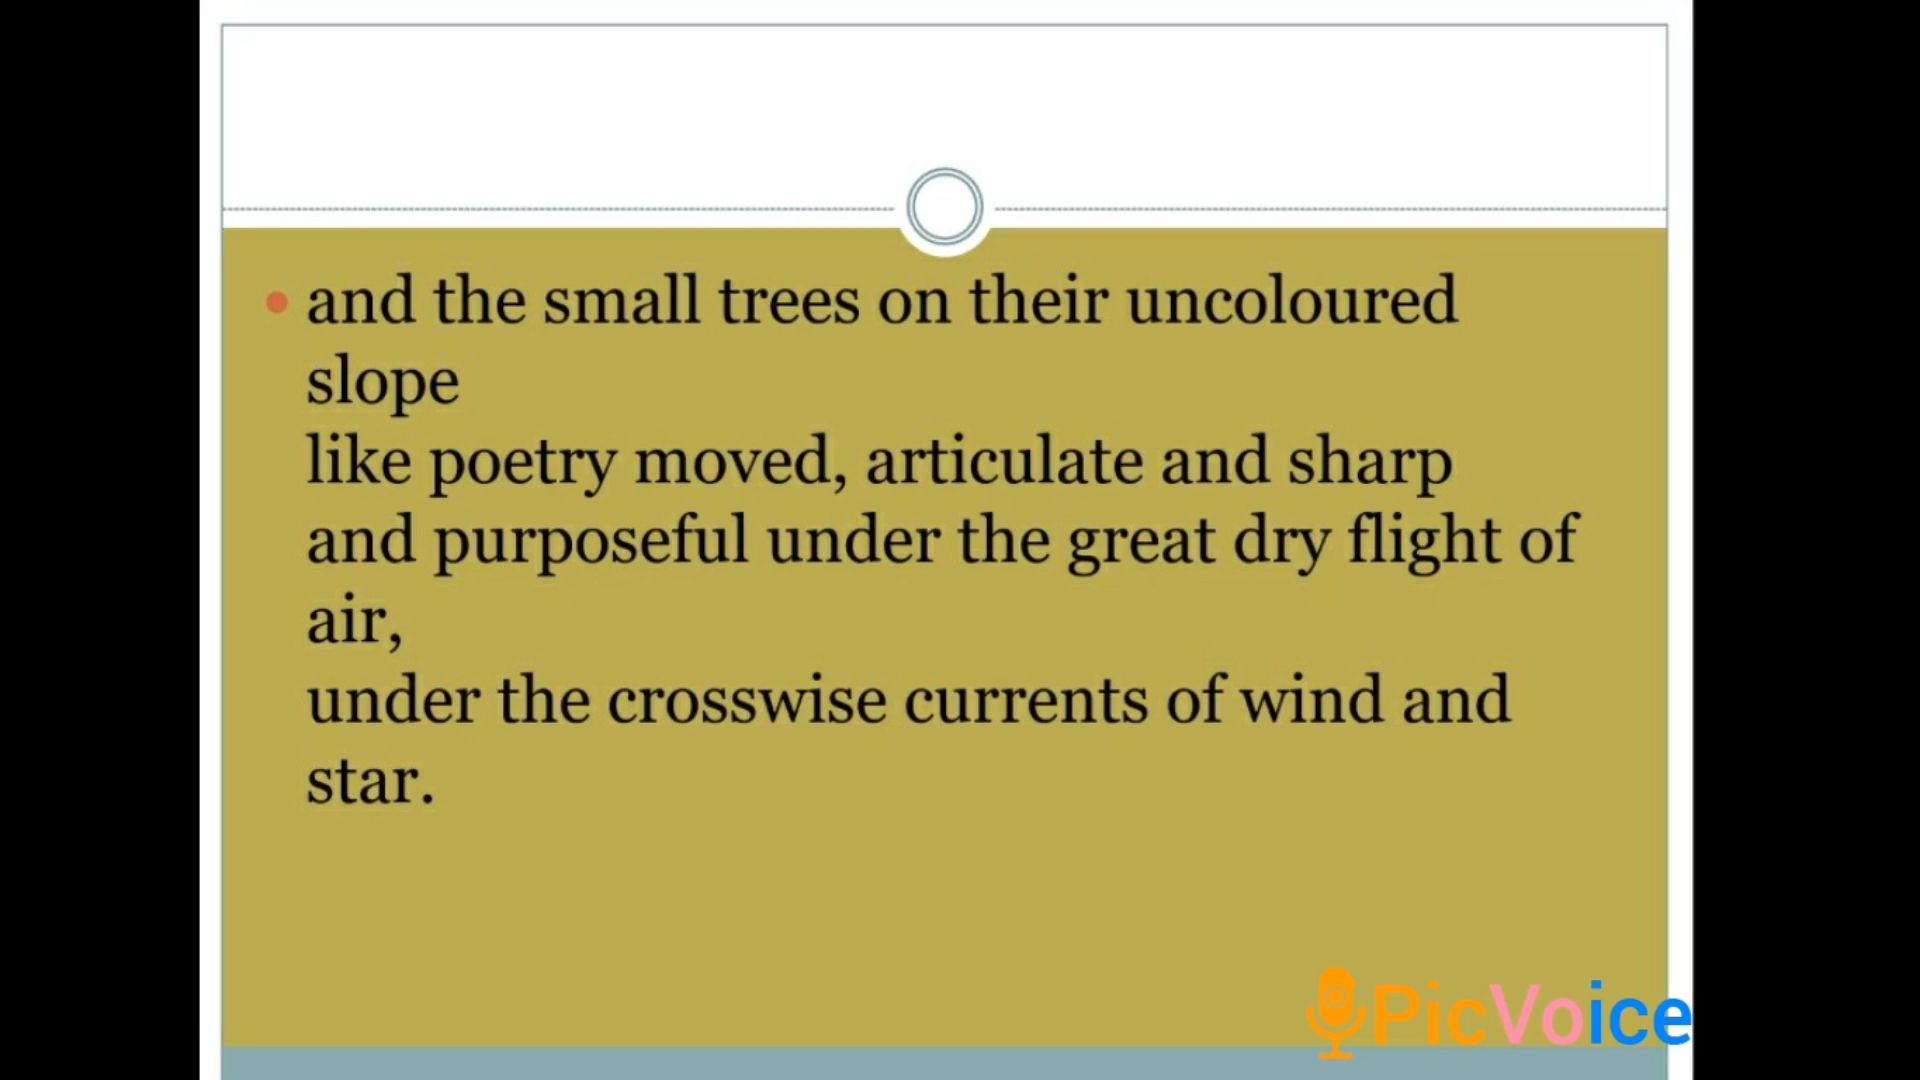 and the small trees on their uncoloured
slope
like poetry moved, articulate and sharp
and purposeful under the great dry flight of
air,
under the crosswise currents of wind and
star.
PicVoice